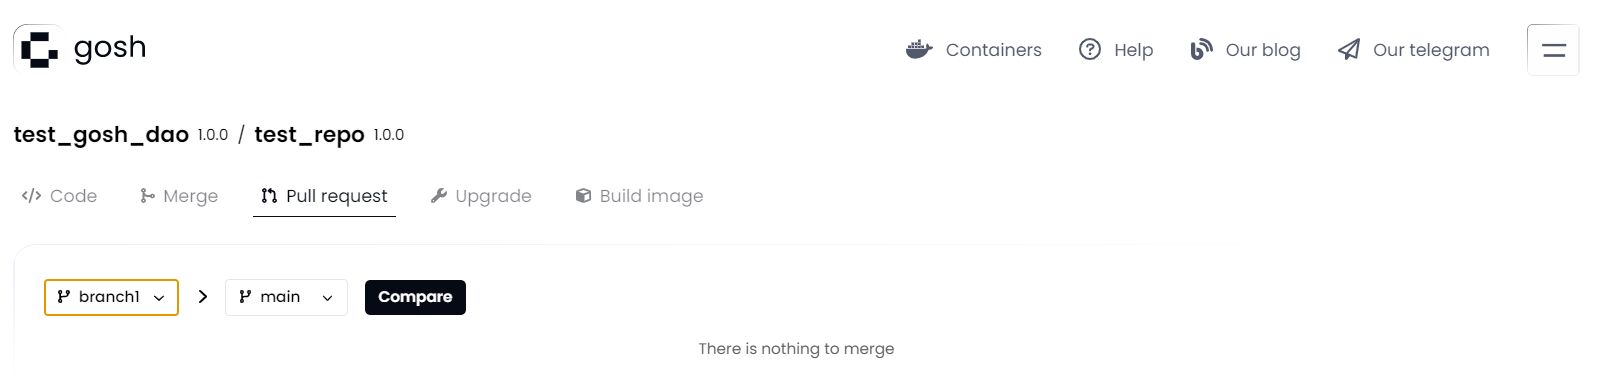 gosh Containers Help Our blog Our telegram
test_gosh_dao 1.0.0 / test_repo 1.0.0
</> Code Merge Pull request Upgrade Build image
branch1 > main Compare
There is nothing to merge